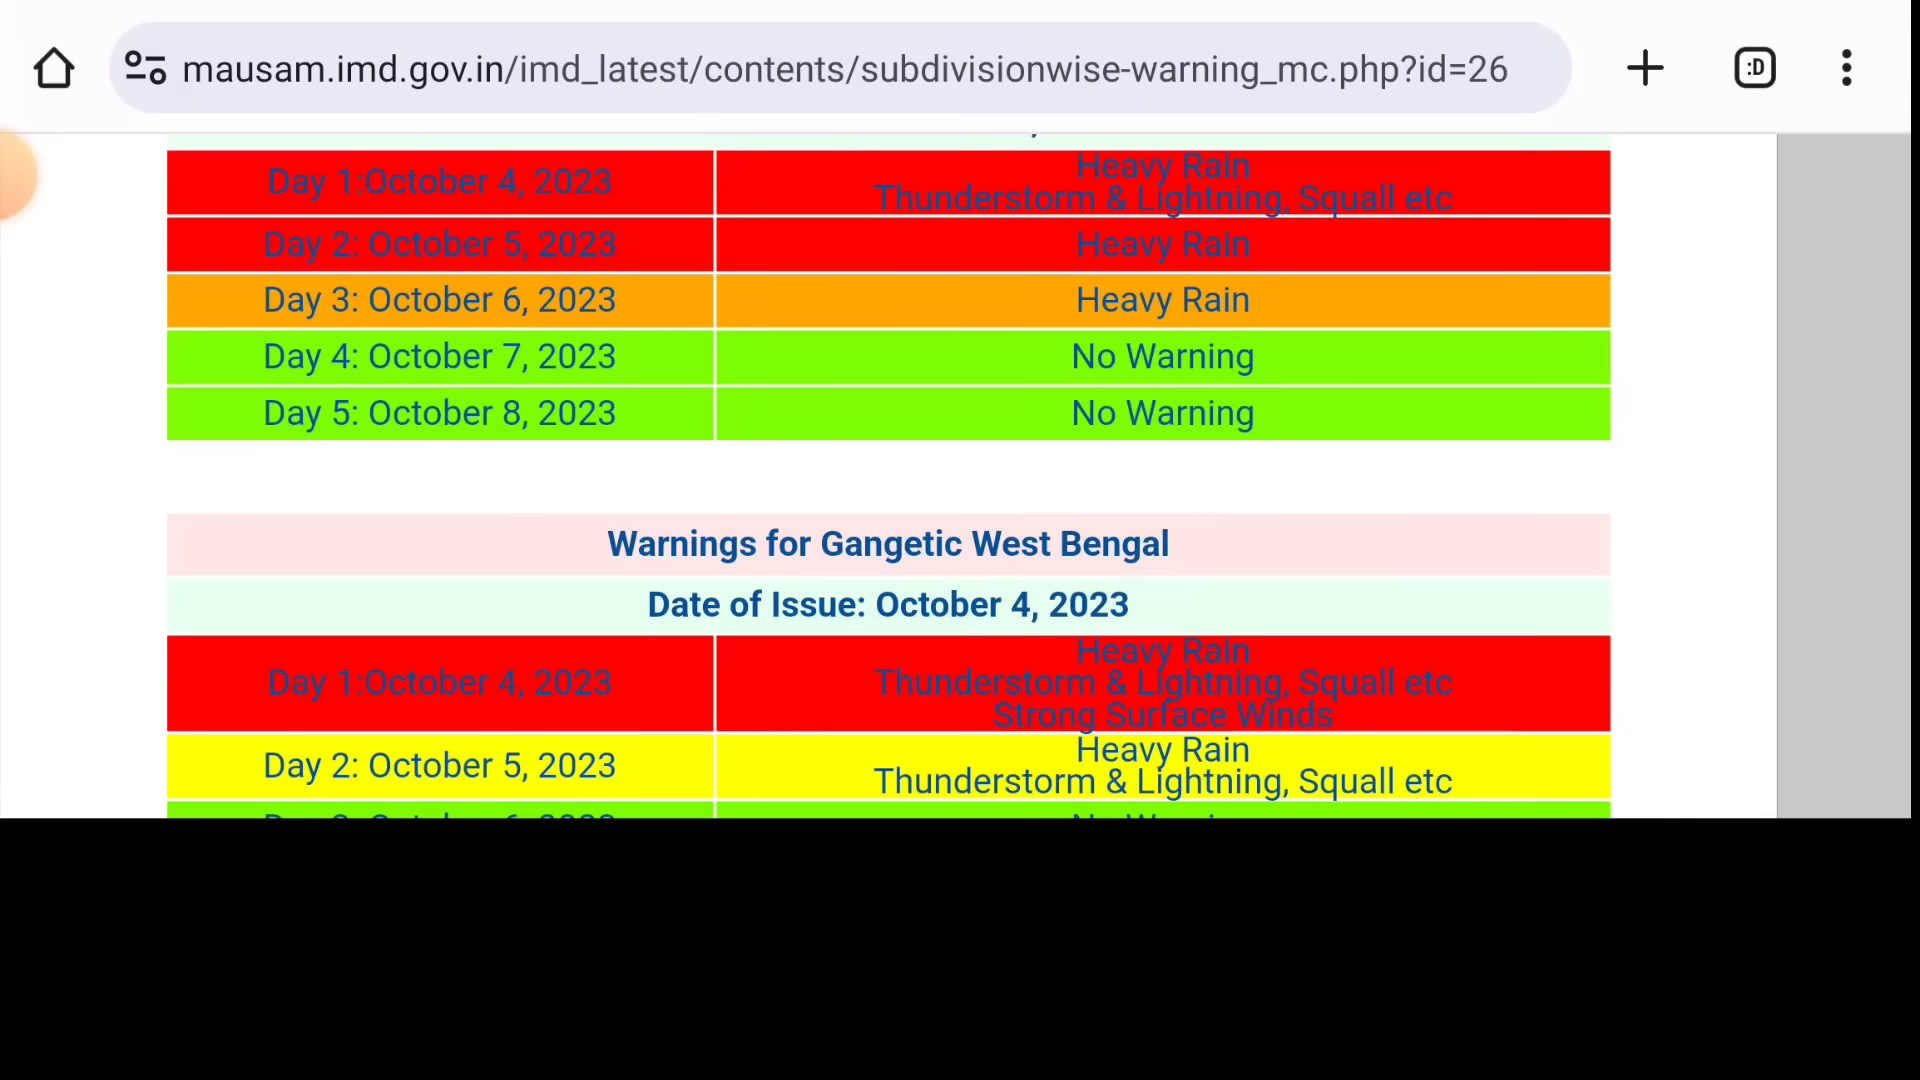 mausam.imd.gov.in/imd_latest/contents/subdivisionwise-warning_mc.php?id=26
:D
Heavy Rain
Day 1:October 4, 2023
Thunderstorm & Lightning, Squall etc
Day 2: October 5, 2023 Heavy Rain
Day 3: October 6, 2023 Heavy Rain
Day 4: October 7, 2023 No Warning
Day 5: October 8, 2023 No Warning
Warnings for Gangetic West Bengal
Date of Issue: October 4, 2023
Heavy Rain
Day 1:October 4, 2023 Thunderstorm & Lightning, Squall etc
Strong Surface Winds
Heavy Rain
Day 2: October 5, 2023
Thunderstorm & Lightning, Squall etc